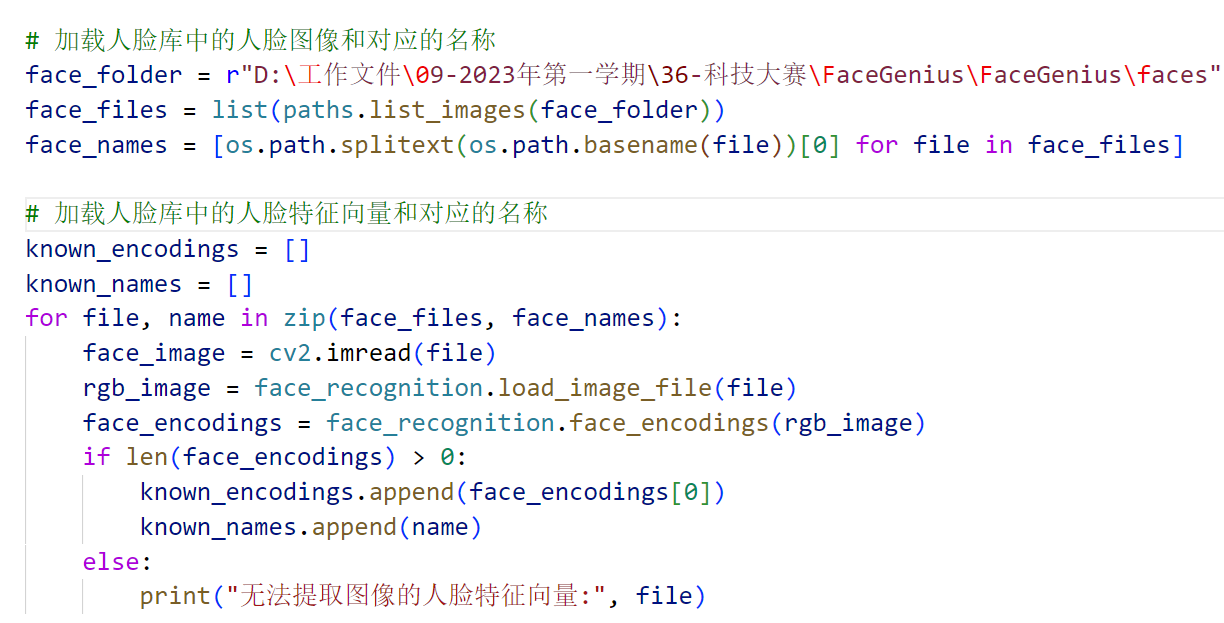 # 加载人脸库中的人脸图像和对应的名称
face_folder = r"D:\工作文件\09-2023年第一学期\36-科技大赛\FaceGenius\FaceGenius\faces"
face_files = list(paths.list_images(face_folder))
face_names = [os.path.splitext(os.path.basename(file))[0] for file in face_files]
# 加载人脸库中的人脸特征向量和对应的名称
known_encodings = []
known_names = []
for file, name in zip(face_files, face_names):
    face_image = cv2.imread(file)
    rgb_image = face_recognition.load_image_file(file)
    face_encodings = face_recognition.face_encodings(rgb_image)
    if len(face_encodings) > 0:
        known_encodings.append(face_encodings[0])
        known_names.append(name)
    else:
        print("无法提取图像的人脸特征向量:", file)